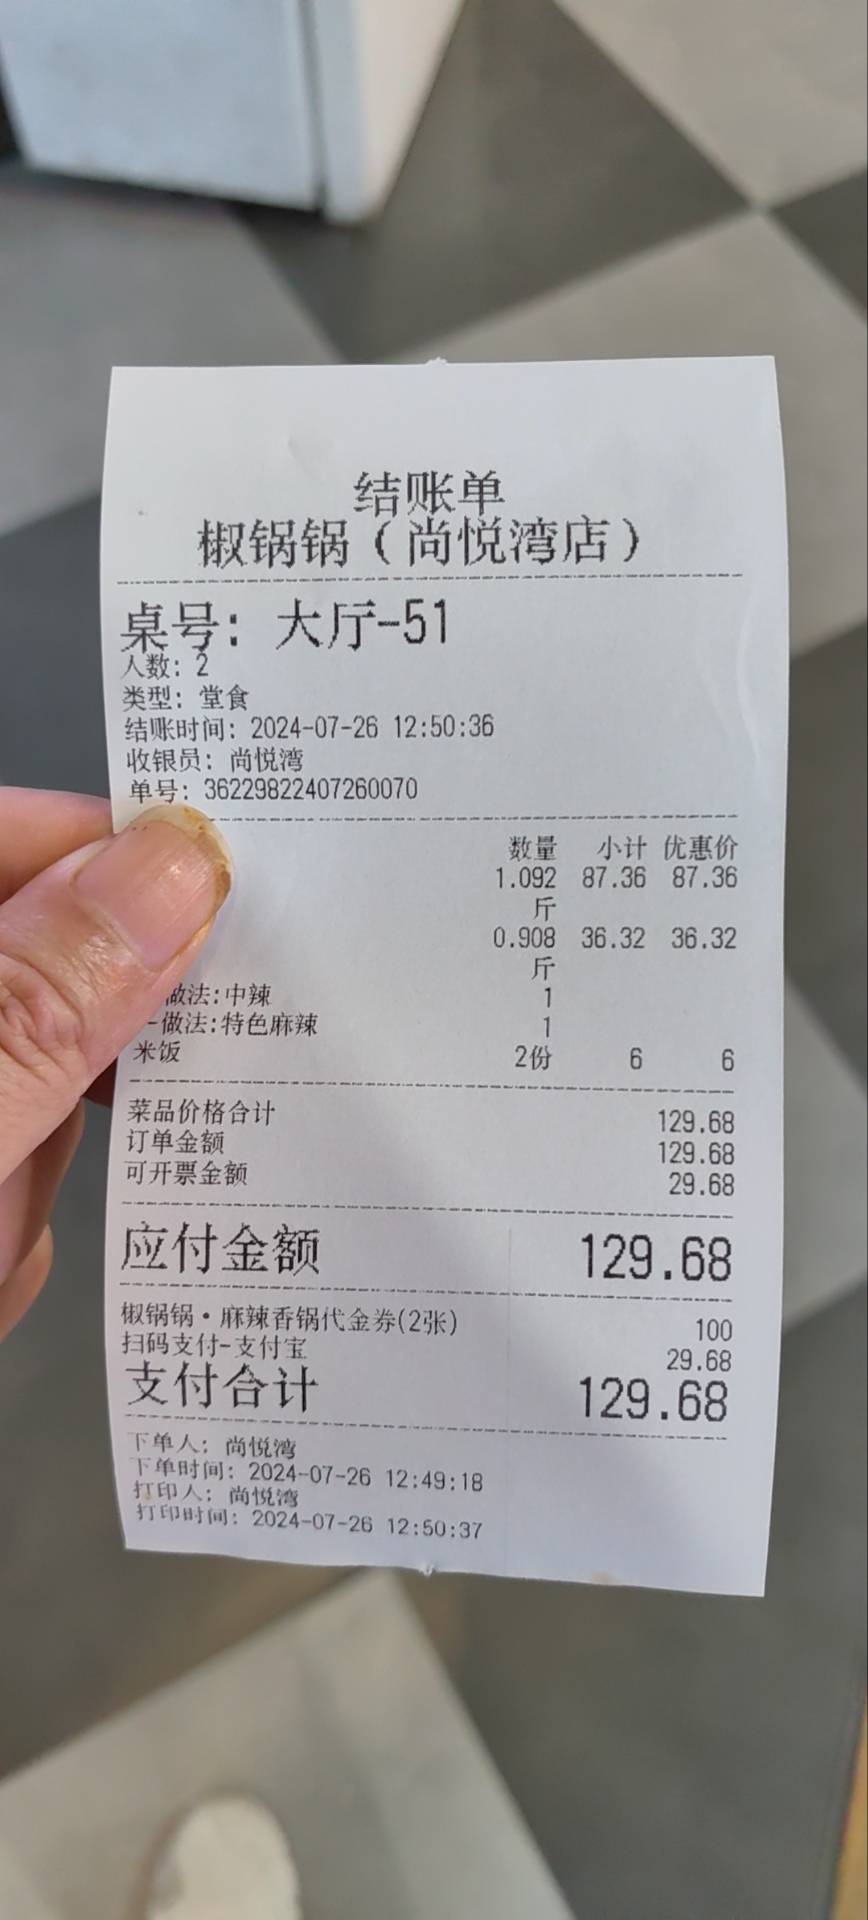 结账单
椒锅锅（尚悦湾店）
桌号: 大厅-51
人数: 2
类型: 堂食
结账时间: 2024-07-26 12:50:36
收银员: 尚悦湾
单号: 36229822407260070
数量 小计 优惠价
1.092 87.36 87.36
斤
0.908 36.32 36.32
斤
做法:中辣 1
-做法:特色麻辣 1
米饭 2份 6 6
菜品价格合计 129.68
订单金额 129.68
可开票金额 29.68
应付金额 129.68
椒锅锅·麻辣香锅代金券(2张) 100
扫码支付-支付宝 29.68
支付合计 129.68
下单人: 尚悦湾
下单时间: 2024-07-26 12:49:18
打印人: 尚悦湾
打印时间: 2024-07-26 12:50:37